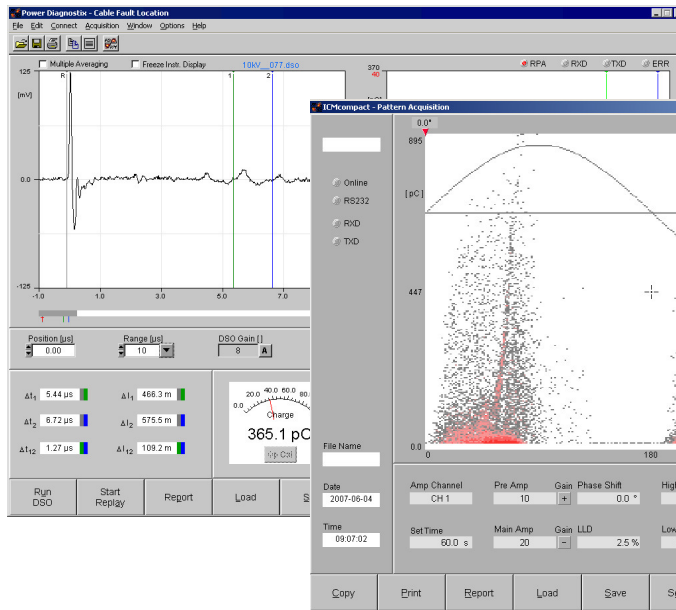 Power Diagnostix - Cable Fault Location
File Edit Connect Acquisition Window Options Help
Multiple Averaging Freeze Instr. Display 10kV__077.dso 370 RPA RXD TXD ERR
125 R 1 2 40
[mV]
0.0
-125
-1.0 1.0 3.0 5.0 7.0
Position [µs] Range [µs] DSO Gain []
0.00 10 8 A
Δt1 5.44 µs Δl1 466.3 m
Δt2 6.72 µs Δl2 575.5 m
Δt12 1.27 µs Δl12 109.2 m
0.0 20.0 40.0 60.0 80.
Charge
365.1 pC
Run DSO Start Replay Report Load S
ICMcompact - Pattern Acquisition
0.0°
895
[pC]
447
0.0
0 180
Online
RS232
RXD
TXD
File Name
Date
2007-06-04
Time
09:07:02
Amp Channel Pre Amp Gain Phase Shift High
CH 1 10 + 0.0 °
Set Time Main Amp Gain LLD Low
60.0 s 20 - 2.5 %
Copy Print Report Load Save S